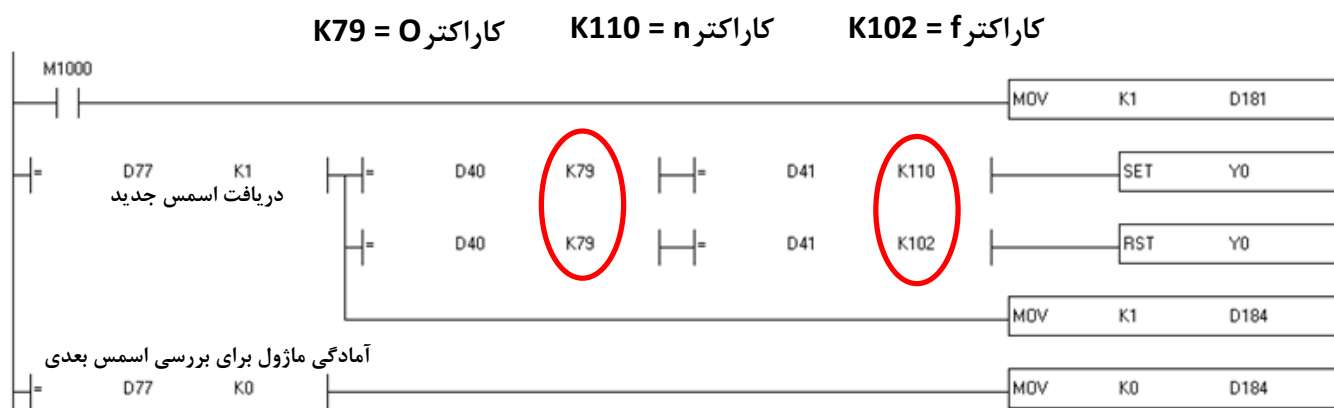 K79 = O کاراکتر K110 = n کاراکتر K102 = f کاراکتر
M1000
MOV K1 D181
= D77 K1 = D40 K79 = D41 K110 SET Y0
دریافت اسمس جدید
= D40 K79 = D41 K102 RST Y0
MOV K1 D184
آمادگی ماژول برای بررسی اسمس بعدی
= D77 K0 MOV K0 D184